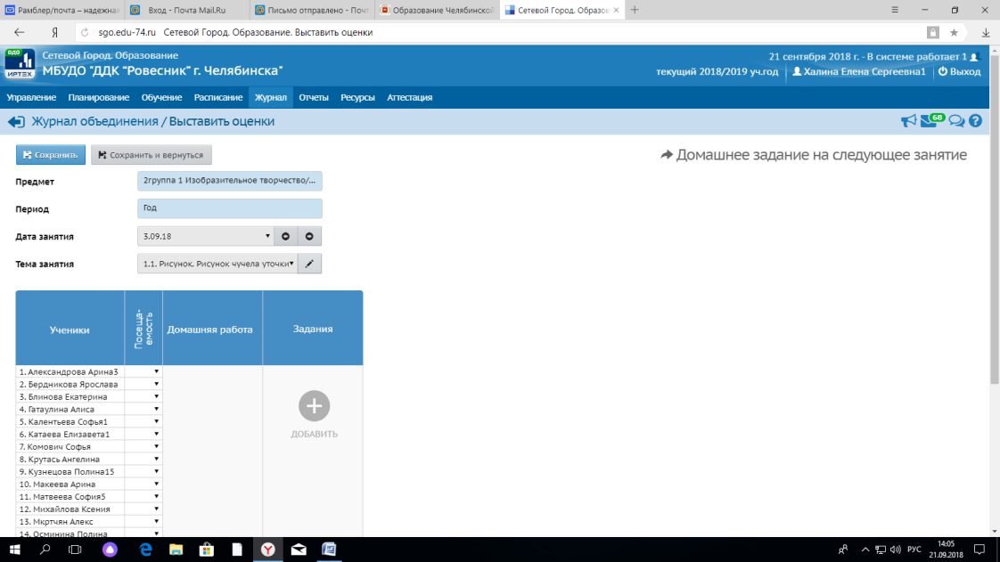 Рамблер/почта – надежная
Вход - Почта Mail.Ru
Письмо отправлено - Почт
Образование Челябинской
Сетевой Город. Образов
sgo.edu-74.ru Сетевой Город. Образование. Выставить оценки
ИРТЕХ
Сетевой Город. Образование
21 сентября 2018 г. - В системе работает 1
МБУДО "ДДК "Ровесник" г. Челябинска"
текущий 2018/2019 уч.год
Халина Елена Сергеевна1
Выход
Управление Планирование Обучение Расписание Журнал Отчеты Ресурсы Аттестация
Журнал объединения / Выставить оценки
68
Сохранить
Сохранить и вернуться
Домашнее задание на следующее занятие
Предмет
2группа 1 Изобразительное творчество/...
Период
Год
Дата занятия
3.09.18
Тема занятия
1.1. Рисунок. Рисунок чучела уточки
Ученики
Посеща-
емость
Домашняя работа
Задания
1. Александрова Арина3
2. Бердникова Ярослава
3. Блинова Екатерина
4. Гатаулина Алиса
5. Калентьева Софья1
6. Катаева Елизавета1
7. Комович Софья
8. Крутась Ангелина
9. Кузнецова Полина15
10. Макеева Арина
11. Матвеева София5
12. Михайлова Ксения
13. Мкртчян Алекс
14. Осминина Полина
ДОБАВИТЬ
РУС
14:05
21.09.2018